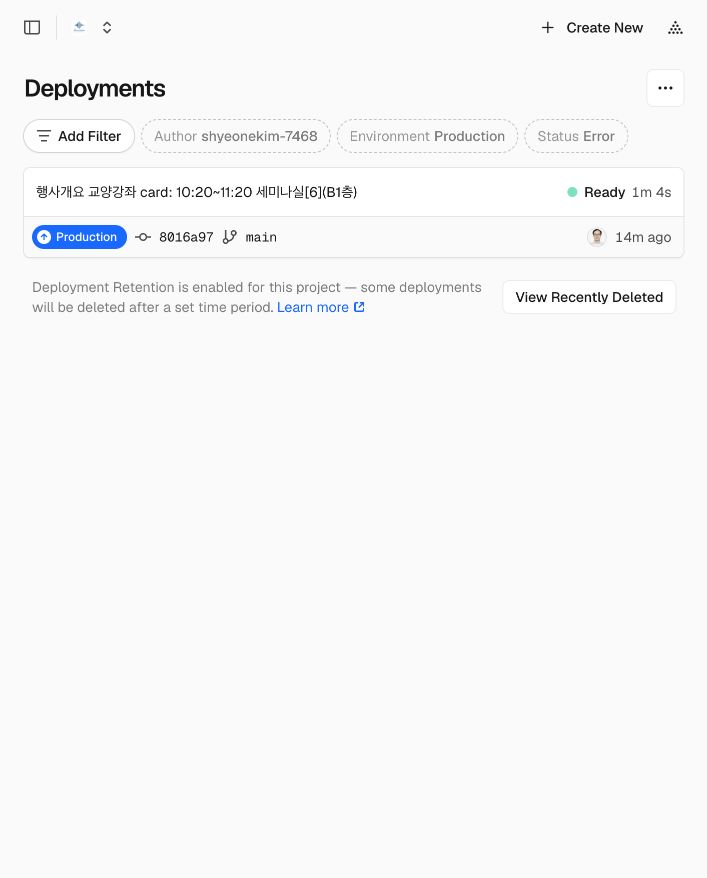 Create New
Deployments
Add Filter Author shyeonekim-7468 Environment Production Status Error
행사개요 교양강좌 card: 10:20~11:20 세미나실[6](B1층) Ready 1m 4s
Production 8016a97 main 14m ago
Deployment Retention is enabled for this project — some deployments
will be deleted after a set time period. Learn more
View Recently Deleted